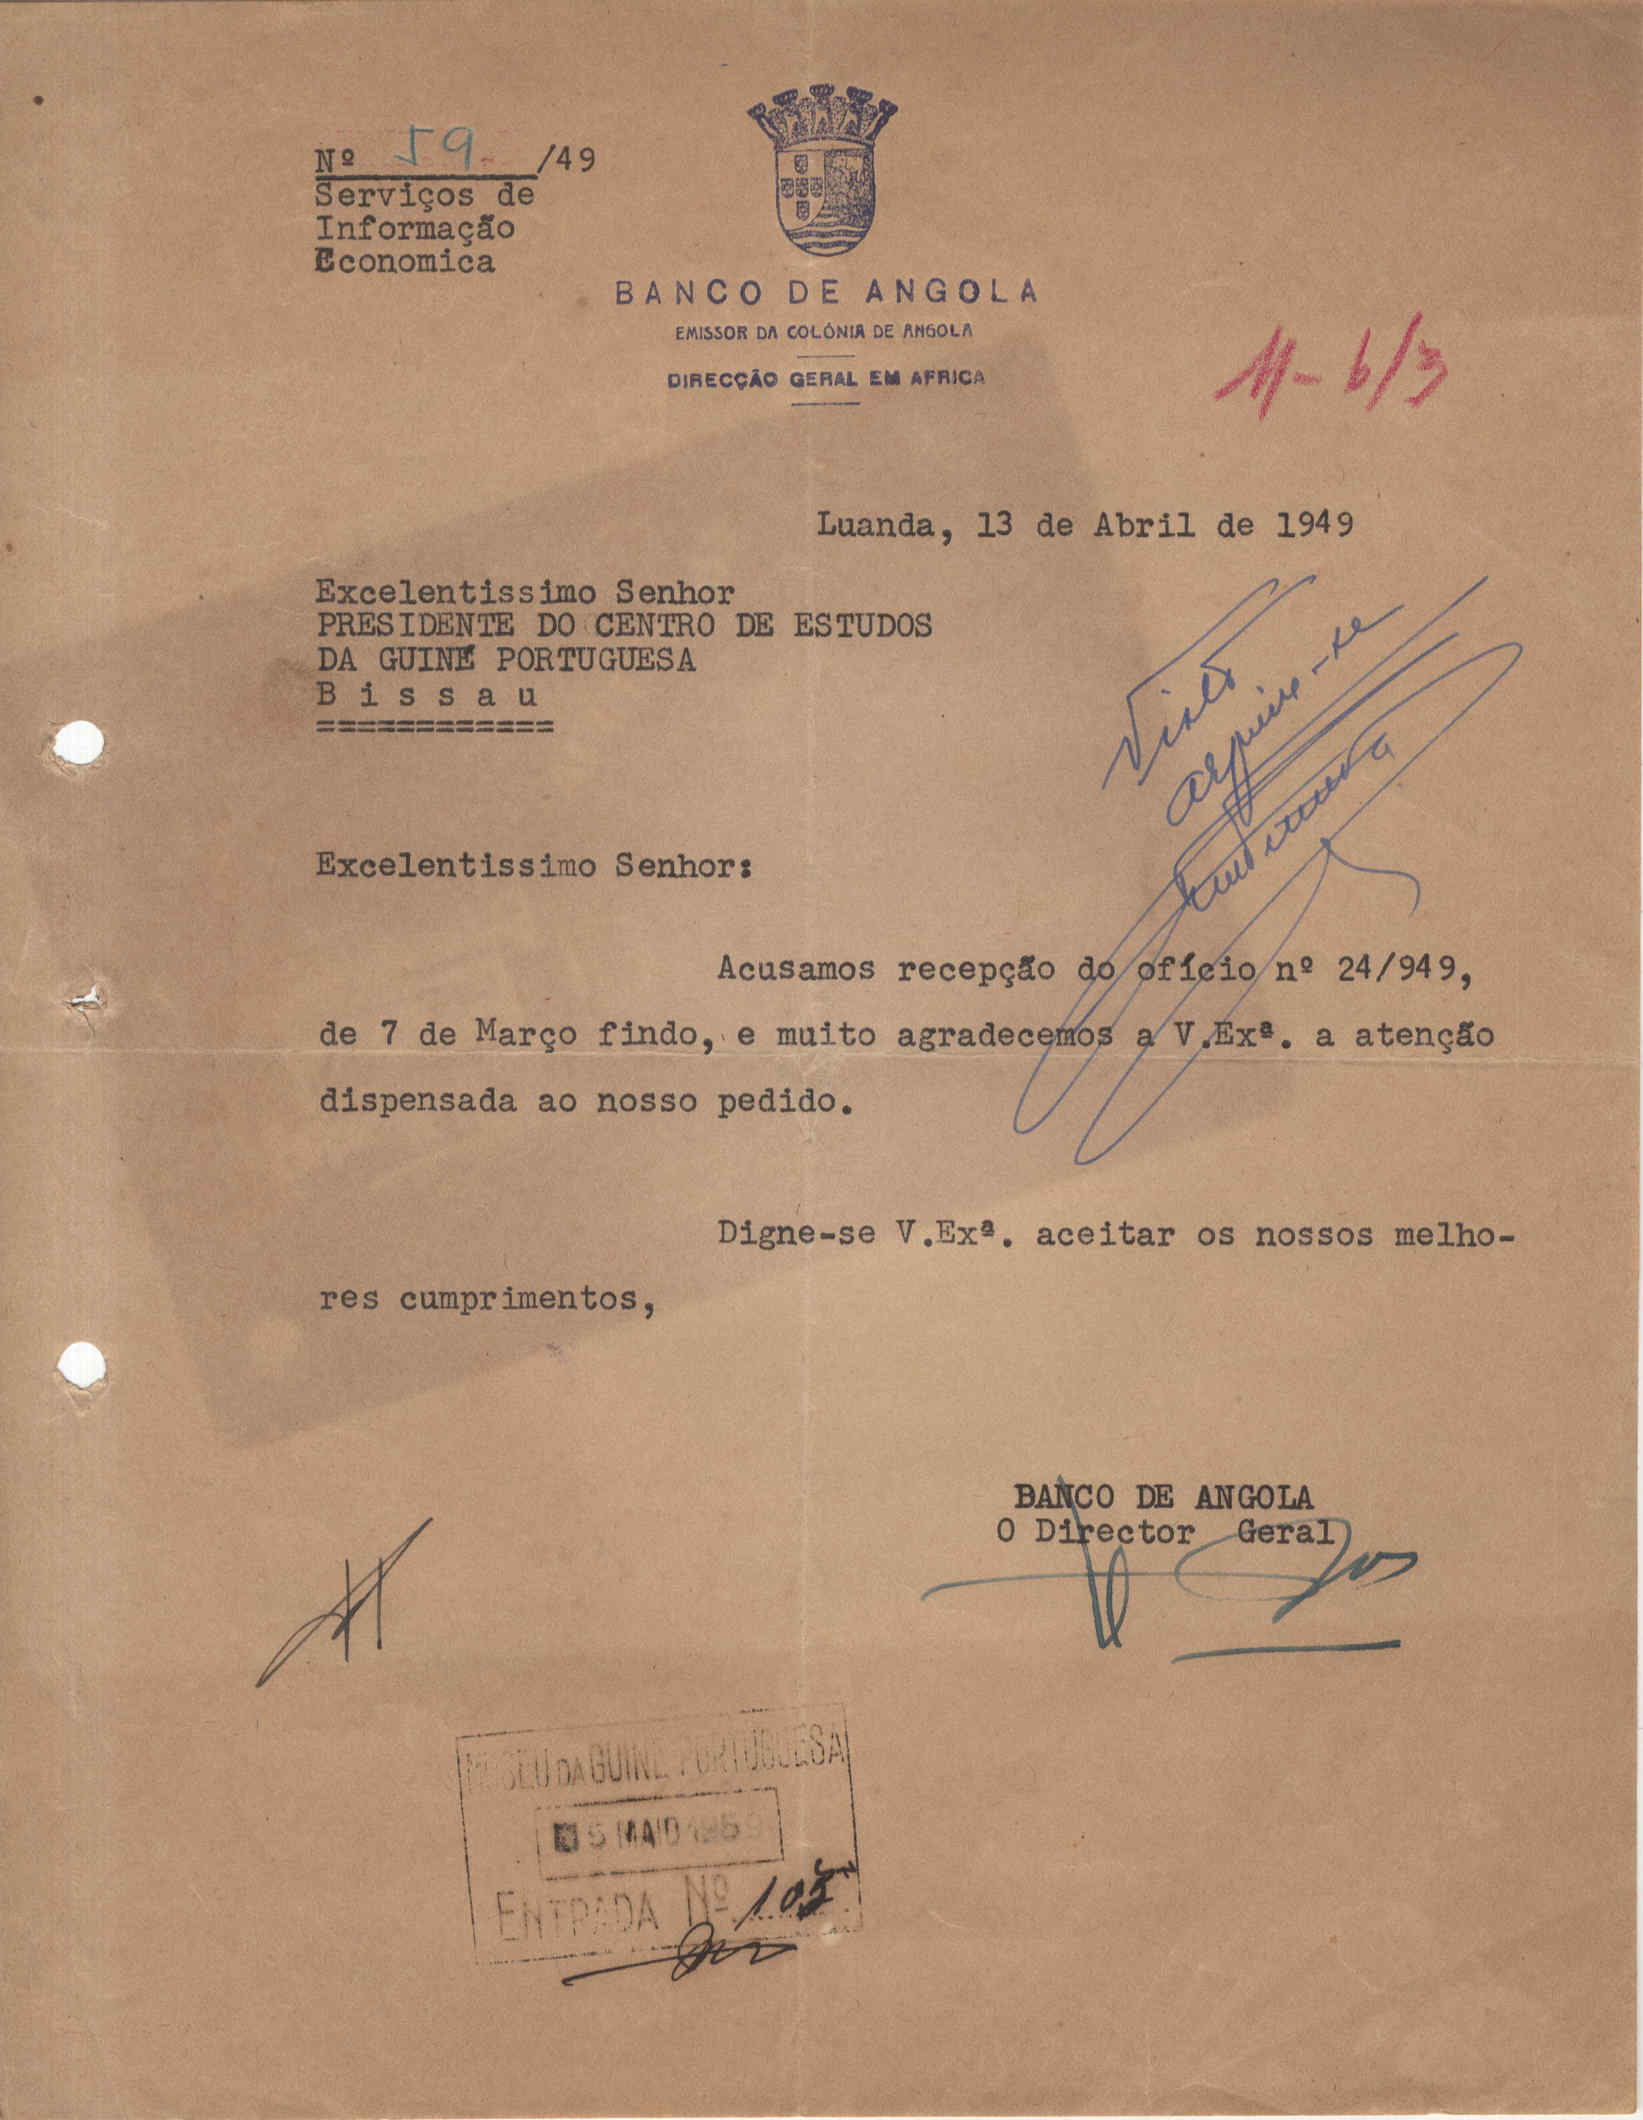 Nº 59 /49
Serviços de
Informação
Economica
BANCO DE ANGOLA
EMISSOR DA COLÓNIA DE ANGOLA
DIRECÇÃO GERAL EM AFRICA
11-6/3
Luanda, 13 de Abril de 1949
Excelentissimo Senhor
PRESIDENTE DO CENTRO DE ESTUDOS
DA GUINÉ PORTUGUESA
B i s s a u
============
Visto
arquive-se
Excelentissimo Senhor:
Acusamos recepção do ofício nº 24/949,
de 7 de Março findo, e muito agradecemos a V.Exª. a atenção
dispensada ao nosso pedido.
Digne-se V.Exª. aceitar os nossos melho-
res cumprimentos,
BANCO DE ANGOLA
O Director Geral
MUSEU DA GUINÉ PORTUGUESA
5 MAIO
ENTRADA Nº 105